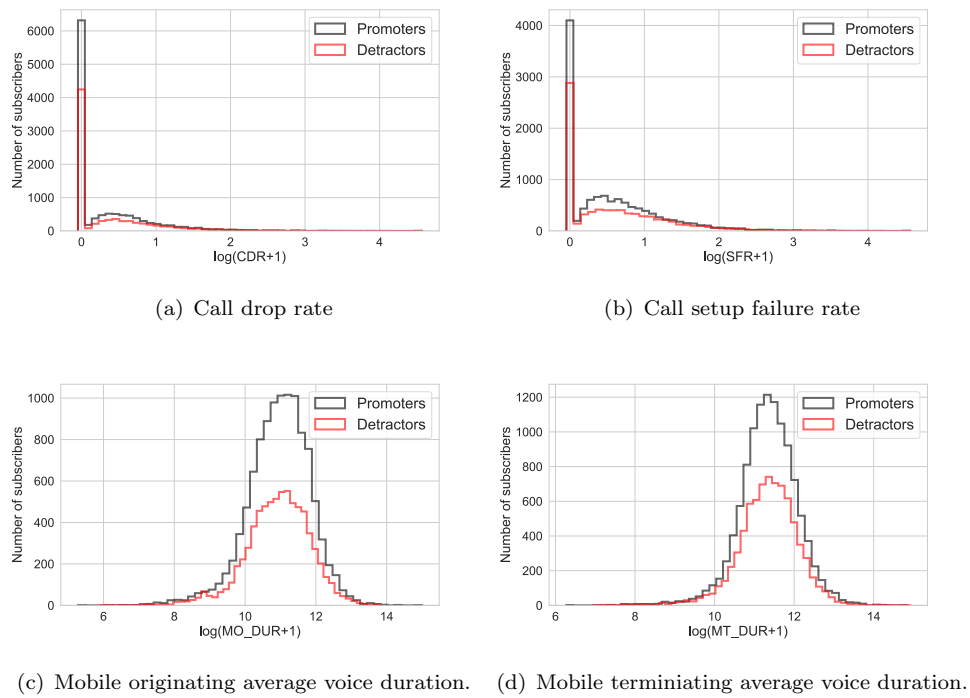 6000
5000
4000
3000
2000
1000
0
Number of subscribers
Promoters
Detractors
0 1 2 3 4
log(CDR+1)
(a) Call drop rate
4000
3000
2000
1000
0
Number of subscribers
Promoters
Detractors
0 1 2 3 4
log(SFR+1)
(b) Call setup failure rate
1000
800
600
400
200
0
Number of subscribers
Promoters
Detractors
6 8 10 12 14
log(MO_DUR+1)
(c) Mobile originating average voice duration.
1200
1000
800
600
400
200
0
Number of subscribers
Promoters
Detractors
6 8 10 12 14
log(MT_DUR+1)
(d) Mobile terminiating average voice duration.